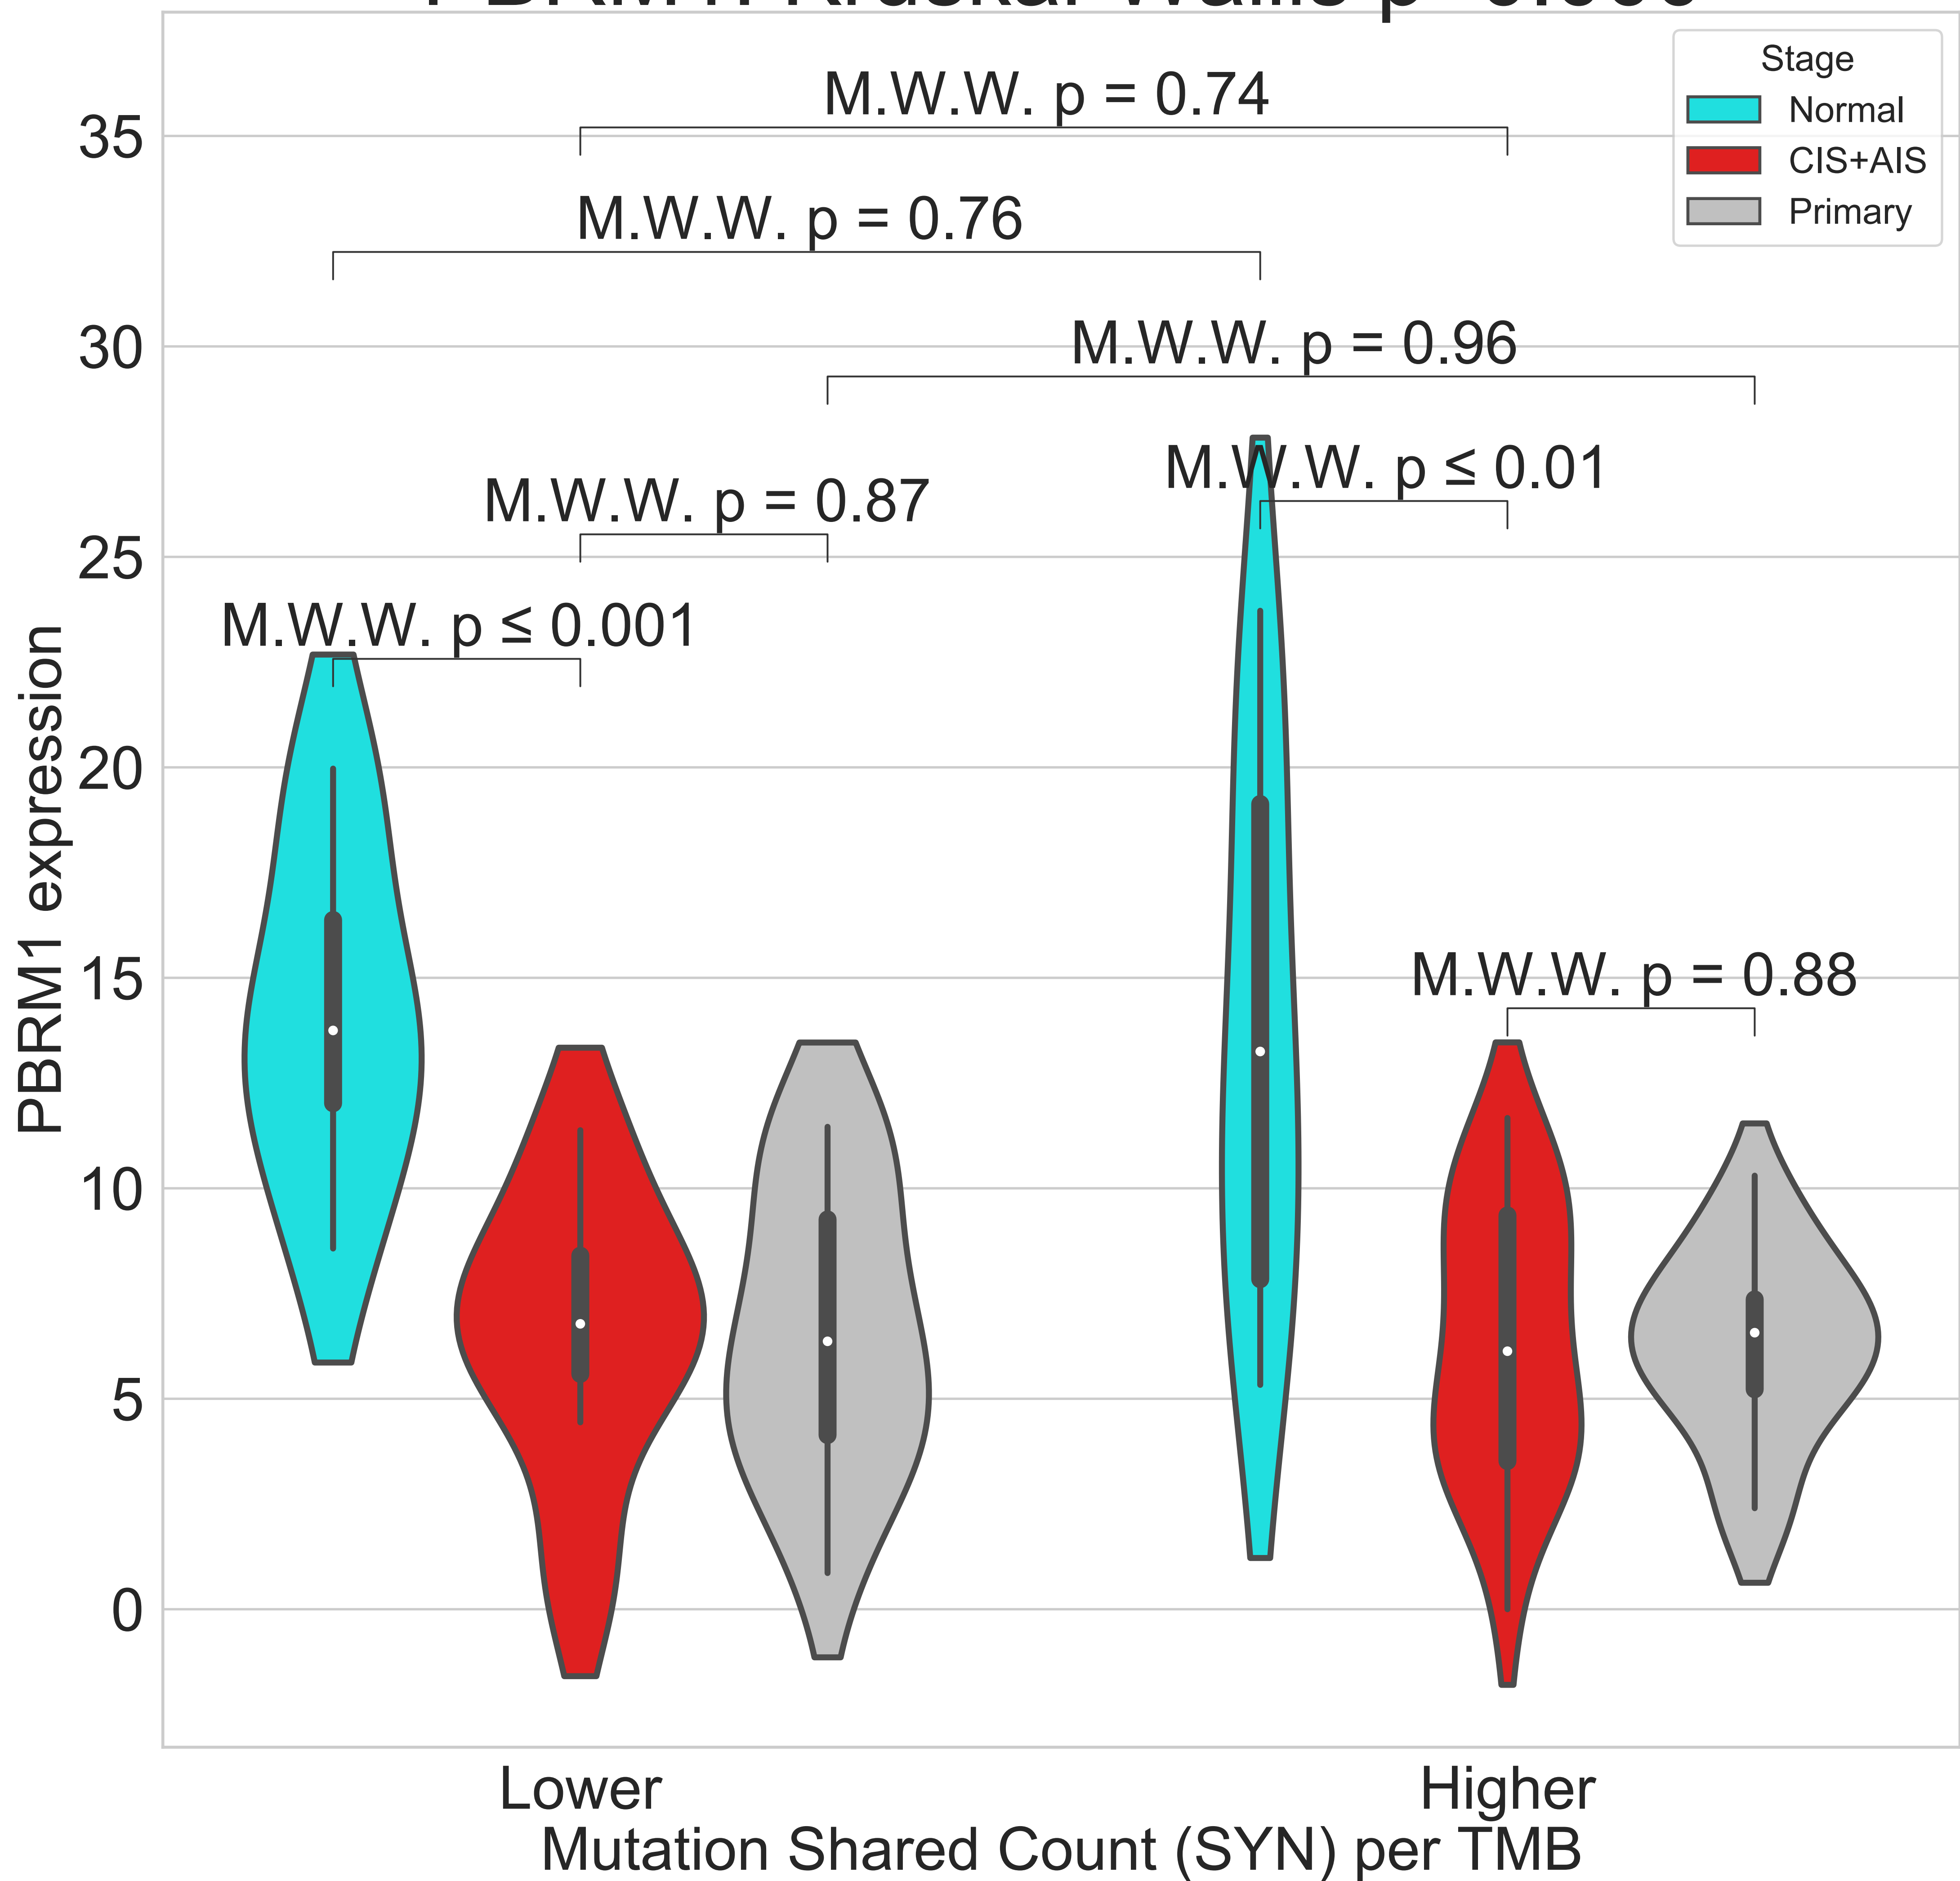 Stage
Normal
CIS+AIS
Primary
M.W.W. p = 0.74
M.W.W. p = 0.76
M.W.W. p = 0.96
M.W.W. p ≤ 0.01
M.W.W. p = 0.87
M.W.W. p ≤ 0.001
M.W.W. p = 0.88
35
30
25
20
15
10
5
0
PBRM1 expression
Lower
Higher
Mutation Shared Count (SYN) per TMB